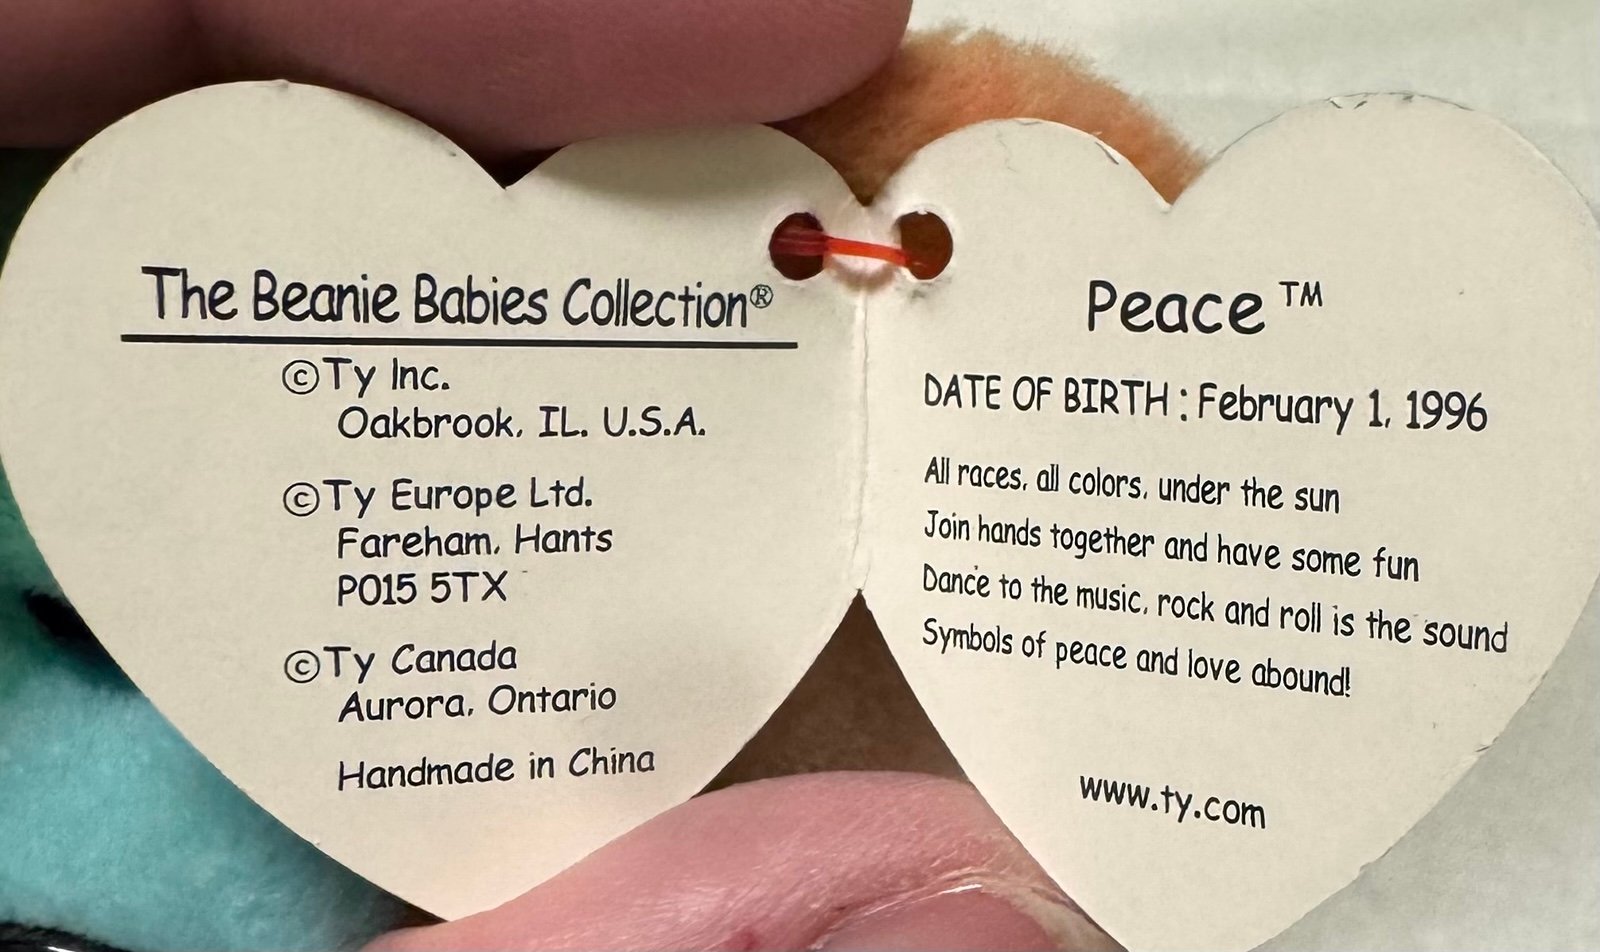 The Beanie Babies Collection®
©Ty Inc.
Oakbrook, IL. U.S.A.
©Ty Europe Ltd.
Fareham, Hants
P015 5TX
©Ty Canada
Aurora, Ontario
Handmade in China
Peace™
DATE OF BIRTH : February 1, 1996
All races, all colors, under the sun
Join hands together and have some fun
Dance to the music, rock and roll is the sound
Symbols of peace and love abound!
www.ty.com